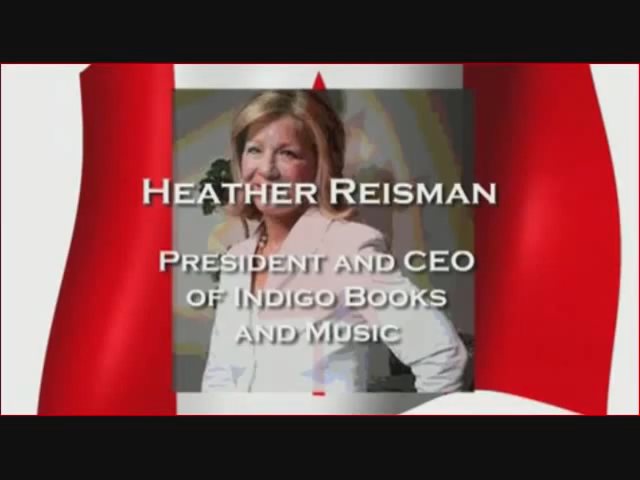 Heather Reisman
President and CEO
of Indigo Books
and Music